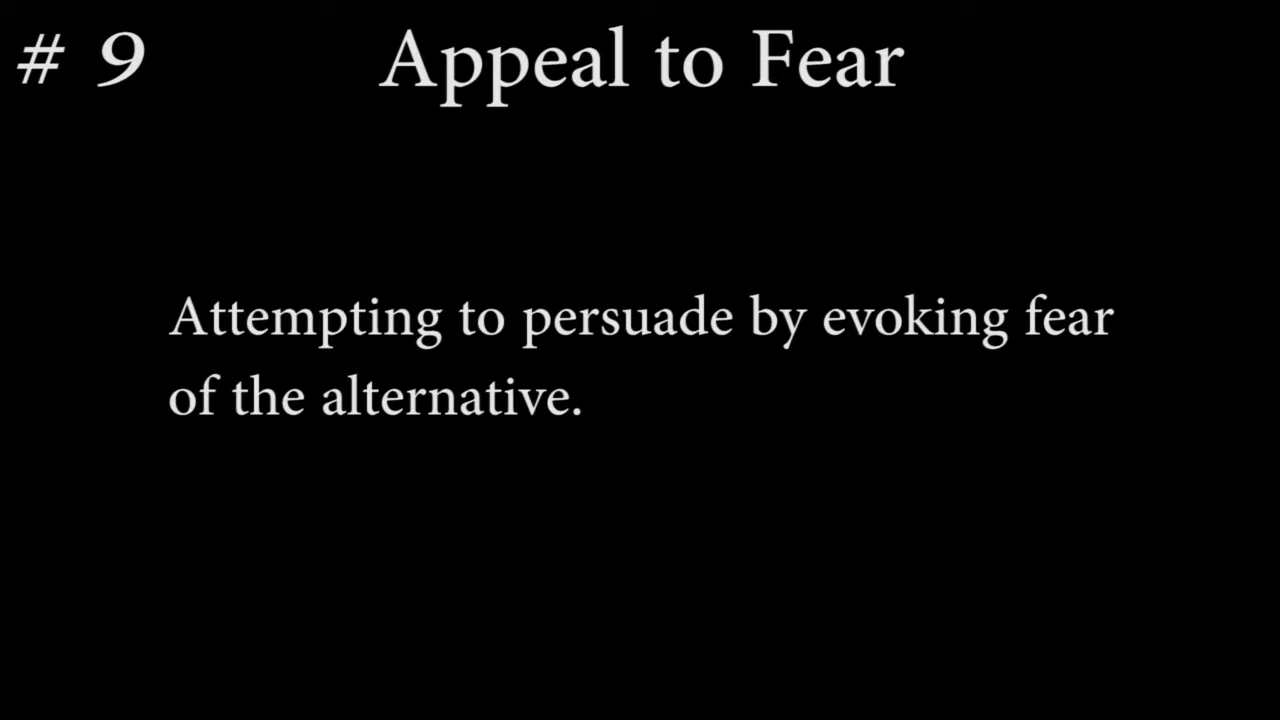 # 9 Appeal to Fear
Attempting to persuade by evoking fear
of the alternative.